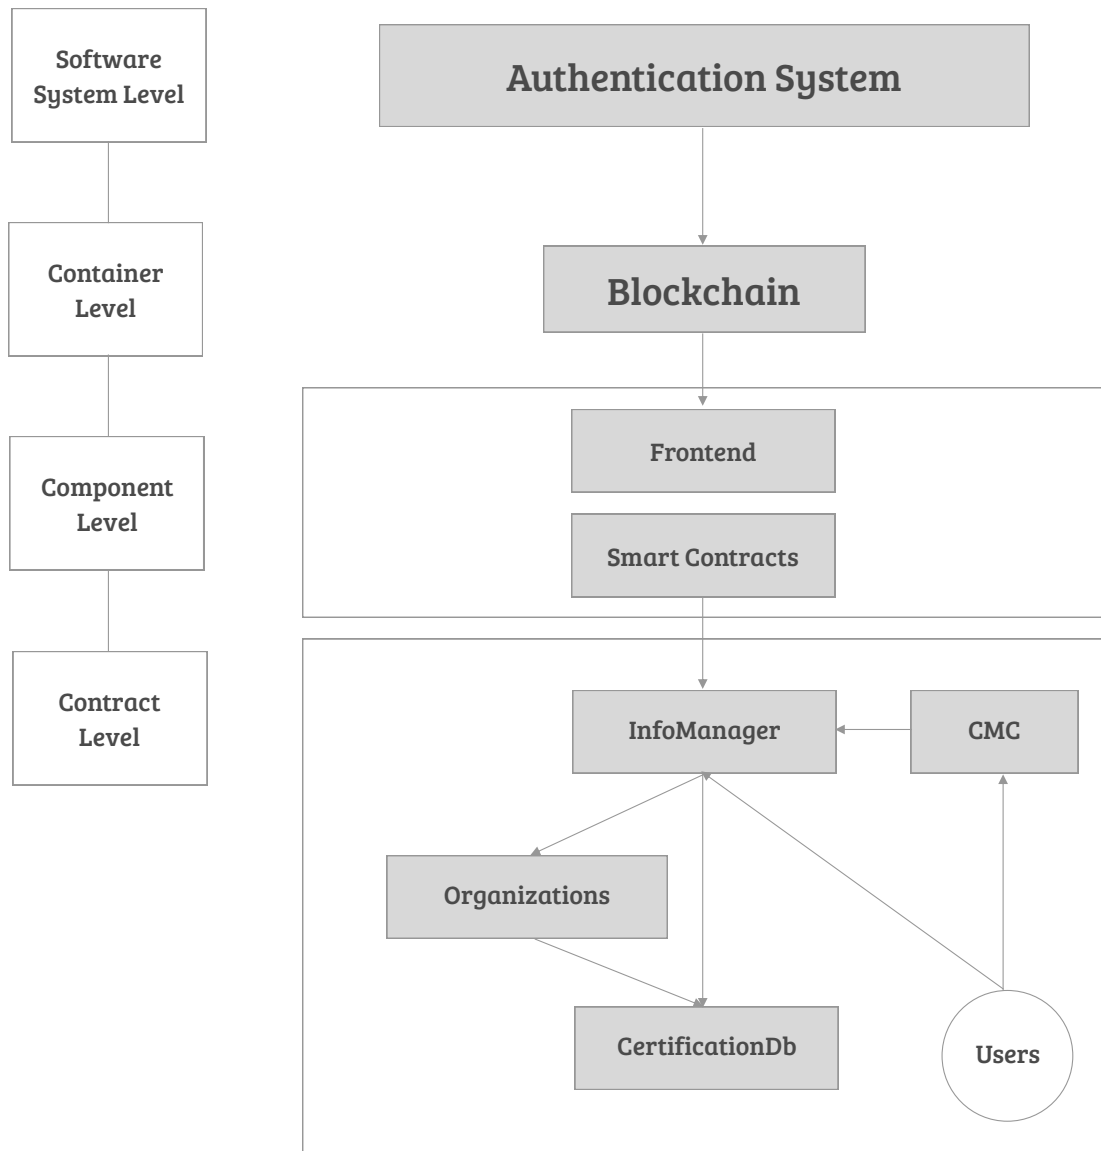 Software
System Level
Authentication System
Container
Level
Blockchain
Component
Level
Frontend
Smart Contracts
Contract
Level
InfoManager
CMC
Organizations
CertificationDb
Users